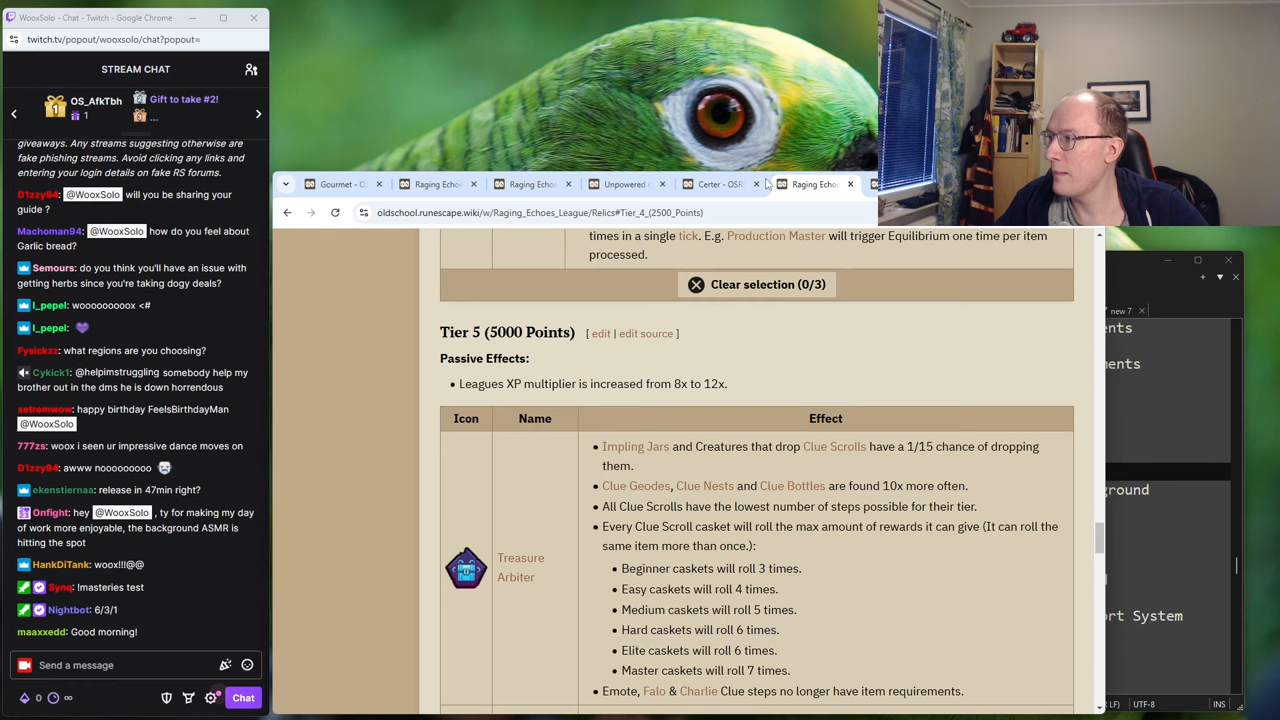 WooxSolo - Chat - Twitch - Google Chrome
twitch.tv/popout/wooxsolo/chat?popout=
STREAM CHAT
OS_AfkTbh
1
Gift to take #2!
...
giveaways. Any streams suggesting otherwise are
fake phishing streams. Avoid clicking any links and
entering your login details on fake RS forums.
D1zzy94: @WooxSolo will you be sharing your
guide ?
Machoman94: @WooxSolo how do you feel about
Garlic bread?
Semours: do you think you'll have an issue with
getting herbs since you're taking dogy deales?
I_pepel: wooooooooox <#
I_pepel:
Fysickzz: what regions are you choosing?
Cykick1: @helpimstruggling somebody help my
brother out in the dms he is down horrendous
xetremwow: happy birthday FeelsBirthdayMan
@WooxSolo
777zs: woox i seen ur impressive dance moves on
D1zzy94: awww nooooooooo
ekenstiernaa: release in 47min right?
Onfight: hey @WooxSolo , ty for making my day
of work more enjoyable, the background ASMR is
hitting the spot
HankDiTank: woox!!!@@
Synq: !masteries test
Nightbot: 6/3/1
maaxxedd: Good morning!
Send a message
0
∞
Chat
Gourmet - O
Raging Echoe
Raging Echoe
Unpowered o
Certer - OSR
Raging Echo
oldschool.runescape.wiki/w/Raging_Echoes_League/Relics#Tier_4_(2500_Points)
times in a single tick. E.g. Production Master will trigger Equilibrium one time per item
processed.
Clear selection (0/3)
Tier 5 (5000 Points) [ edit | edit source ]
Passive Effects:
• Leagues XP multiplier is increased from 8x to 12x.
Icon Name Effect
Treasure
Arbiter
• Impling Jars and Creatures that drop Clue Scrolls have a 1/15 chance of dropping
them.
• Clue Geodes, Clue Nests and Clue Bottles are found 10x more often.
• All Clue Scrolls have the lowest number of steps possible for their tier.
• Every Clue Scroll casket will roll the max amount of rewards it can give (It can roll the
same item more than once.):
• Beginner caskets will roll 3 times.
• Easy caskets will roll 4 times.
• Medium caskets will roll 5 times.
• Hard caskets will roll 6 times.
• Elite caskets will roll 6 times.
• Master caskets will roll 7 times.
• Emote, Falo & Charlie Clue steps no longer have item requirements.
new 7
ents
ements
ground
ort System
LF)
UTF-8
INS